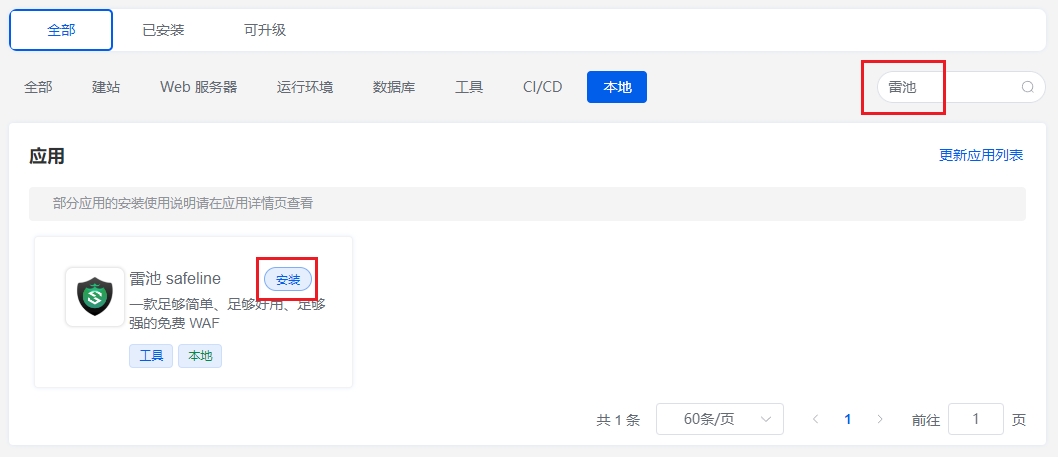 全部 已安装 可升级
全部 建站 Web 服务器 运行环境 数据库 工具 CI/CD 本地 雷池
应用 更新应用列表
部分应用的安装使用说明请在应用详情页查看
雷池 safeline 安装
一款足够简单、足够好用、足够
强的免费 WAF
工具 本地
共 1 条 60条/页 1 前往 1 页